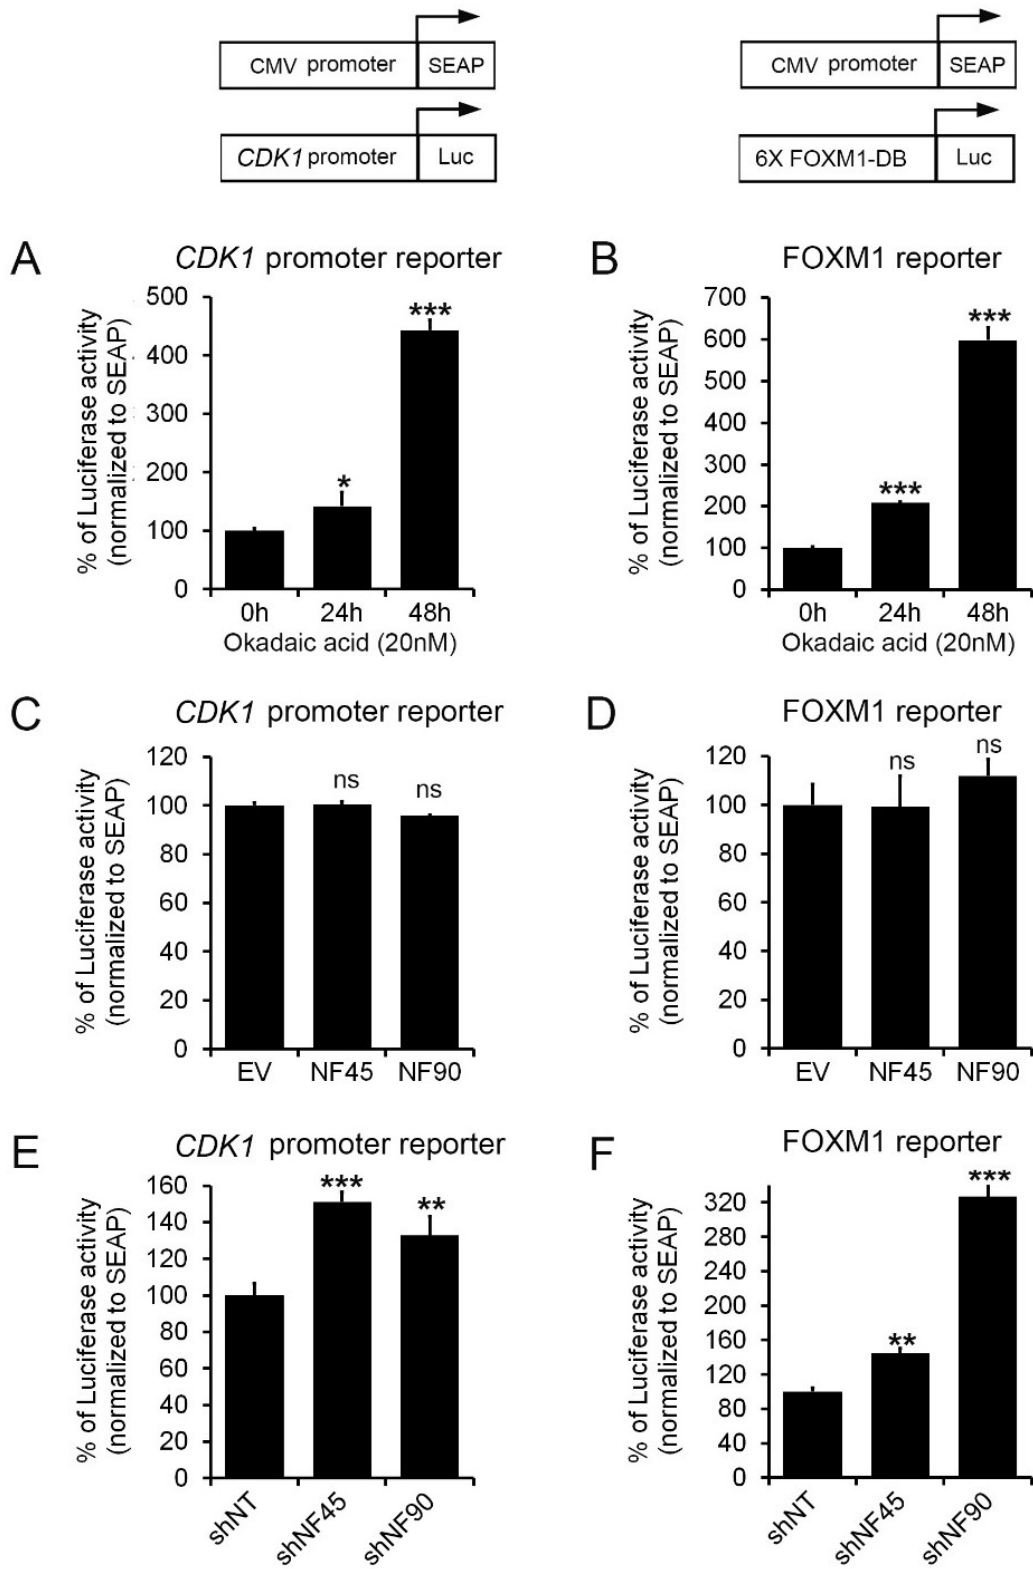 CMV promoter SEAP
CDK1 promoter Luc
CMV promoter SEAP
6X FOXM1-DB Luc
A
CDK1 promoter reporter
% of Luciferase activity
(normalized to SEAP)
500
400
300
200
100
0
*
***
0h 24h 48h
Okadaic acid (20nM)
B
FOXM1 reporter
% of Luciferase activity
(normalized to SEAP)
700
600
500
400
300
200
100
0
***
***
0h 24h 48h
Okadaic acid (20nM)
C
CDK1 promoter reporter
% of Luciferase activity
(normalized to SEAP)
120
100
80
60
40
20
0
ns
ns
EV NF45 NF90
D
FOXM1 reporter
% of Luciferase activity
(normalized to SEAP)
120
100
80
60
40
20
0
ns
ns
EV NF45 NF90
E
CDK1 promoter reporter
% of Luciferase activity
(normalized to SEAP)
160
140
120
100
80
60
40
20
0
***
**
shNT shNF45 shNF90
F
FOXM1 reporter
% of Luciferase activity
(normalized to SEAP)
320
280
240
200
160
120
80
40
0
**
***
shNT shNF45 shNF90